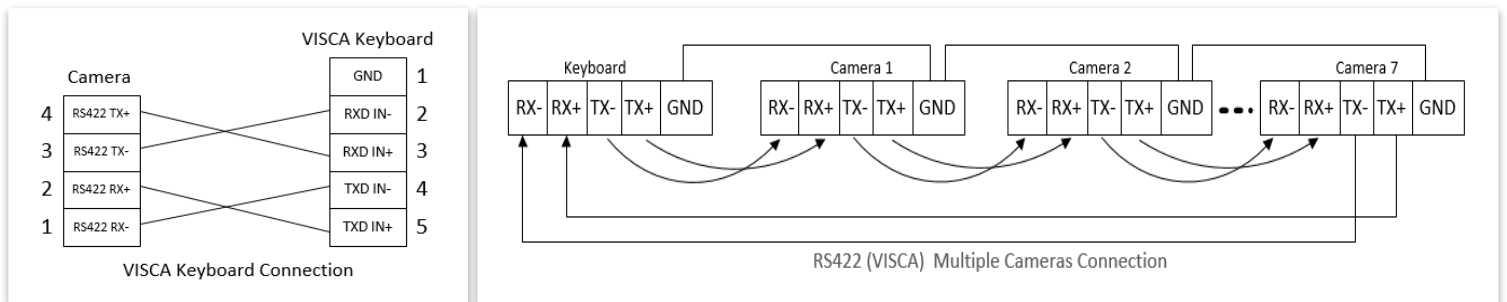 VISCA Keyboard
Camera
GND 1
4 RS422 TX+ RXD IN- 2
3 RS422 TX- RXD IN+ 3
2 RS422 RX+ TXD IN- 4
1 RS422 RX- TXD IN+ 5
VISCA Keyboard Connection
Keyboard Camera 1 Camera 2 Camera 7
RX- RX+ TX- TX+ GND RX- RX+ TX- TX+ GND RX- RX+ TX- TX+ GND RX- RX+ TX- TX+ GND
RS422 (VISCA) Multiple Cameras Connection